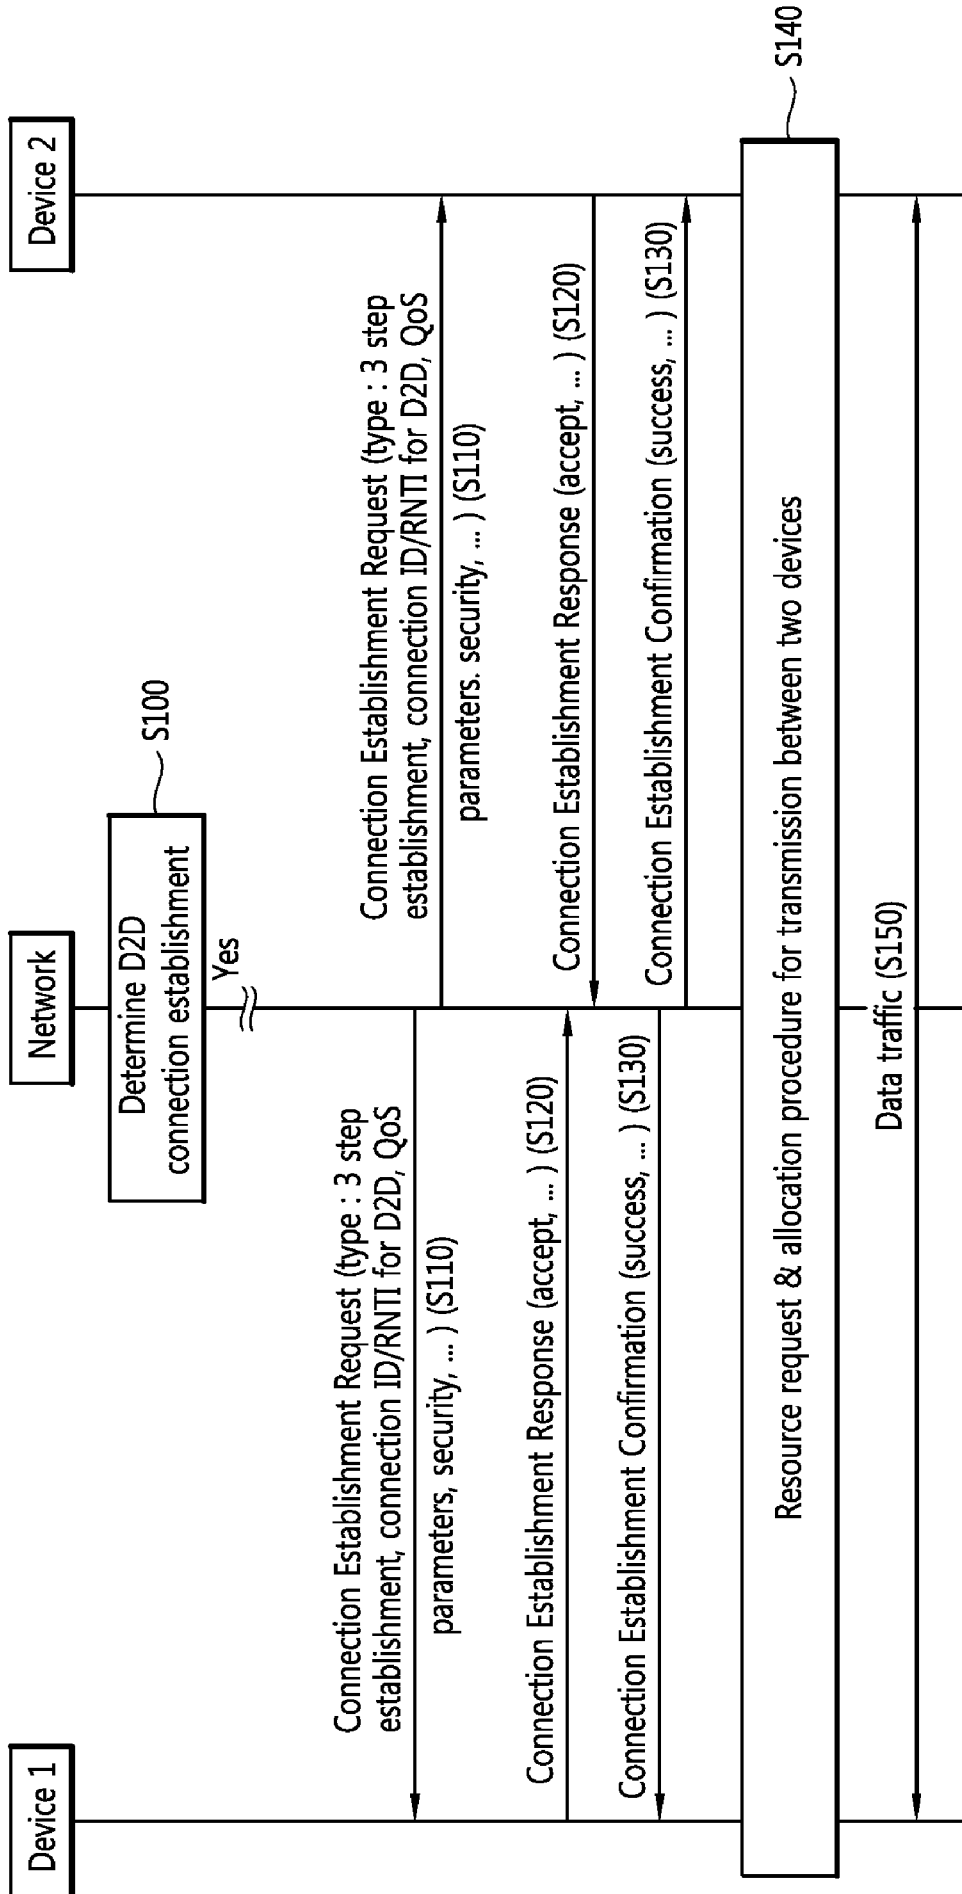 Device 1
Network
Device 2
Determine D2D
connection establishment
S100
Yes
Connection Establishment Request (type : 3 step
establishment, connection ID/RNTI for D2D, QoS
parameters, security, ... ) (S110)
Connection Establishment Request (type : 3 step
establishment, connection ID/RNTI for D2D, QoS
parameters. security, ... ) (S110)
Connection Establishment Response (accept, ... ) (S120)
Connection Establishment Response (accept, ... ) (S120)
Connection Establishment Confirmation (success, ... ) (S130)
Connection Establishment Confirmation (success, ... ) (S130)
Resource request & allocation procedure for transmission between two devices
S140
Data traffic (S150)